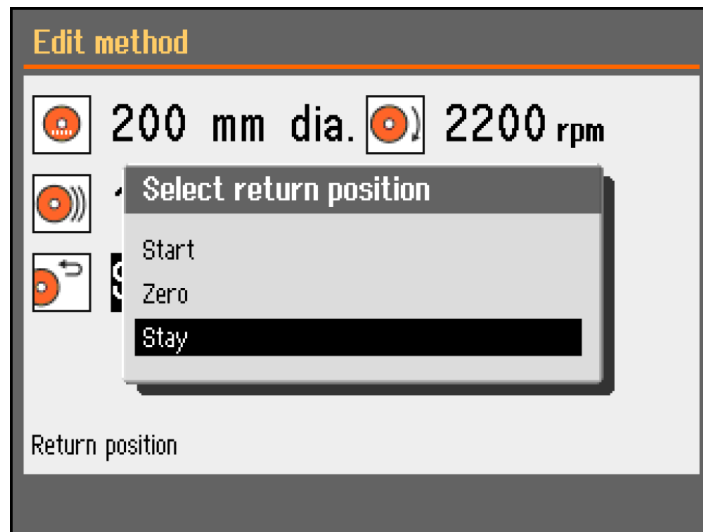 Edit method
200 mm dia. 2200 rpm
Select return position
Start
Zero
Stay
Return position